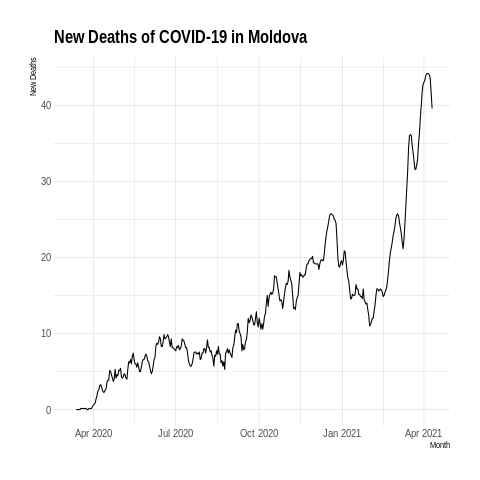 New Deaths of COVID-19 in Moldova
New Deaths
40
30
20
10
0
Apr 2020 Jul 2020 Oct 2020 Jan 2021 Apr 2021
Month